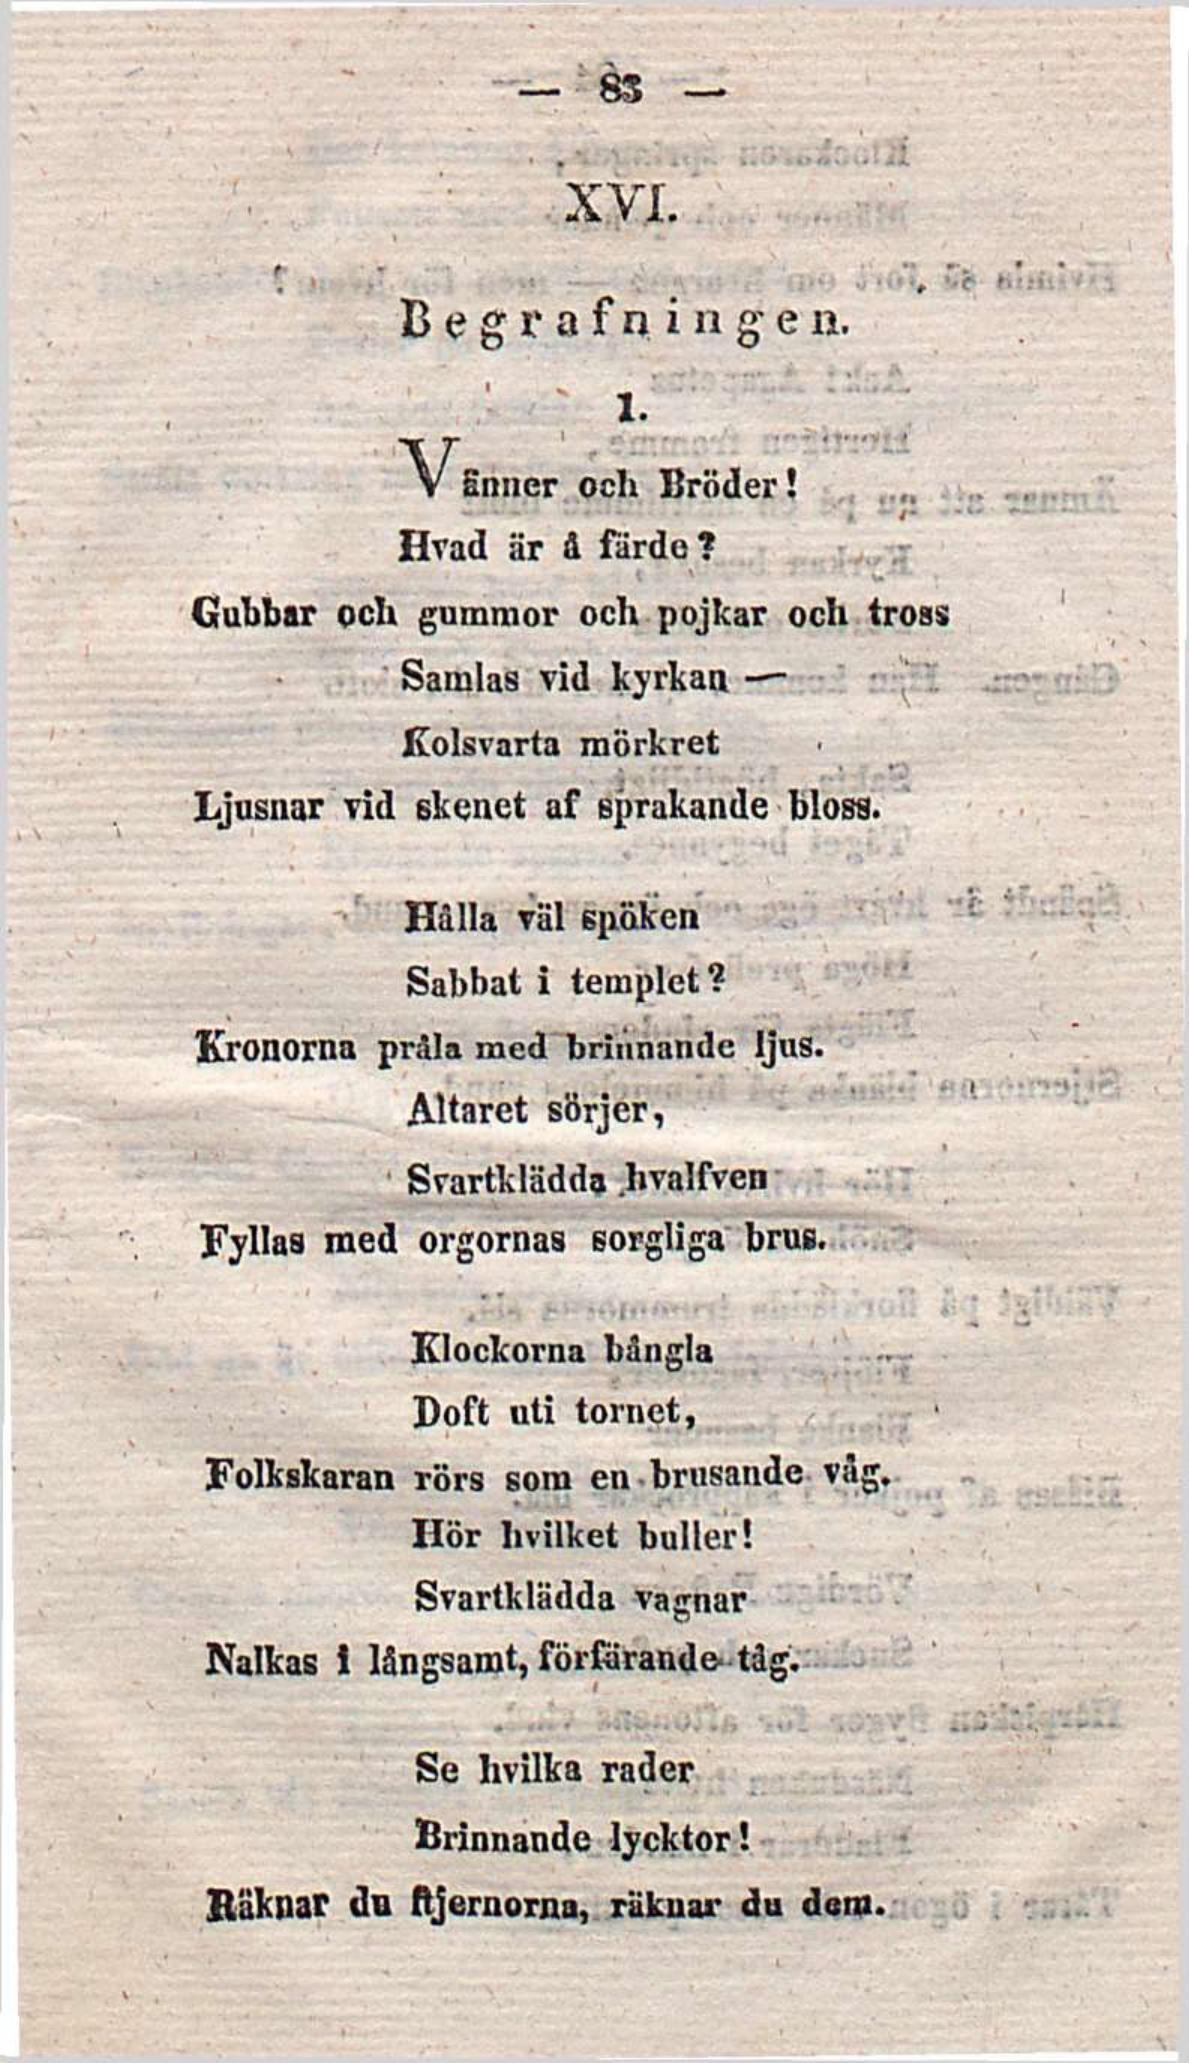 — 83 —
XVI.
Begrafningen.
1.
Vänner och Bröder!
Hvad är å färde?
Gubbar och gummor och pojkar och tross
Samlas vid kyrkan —
Kolsvarta mörkret
Ljusnar vid skenet af sprakande bloss.
Hålla väl spöken
Sabbat i templet?
Kronorna pråla med brinnande ljus.
Altaret sörjer,
Svartklädda hvalfven
Fyllas med orgornas sorgliga brus.
Klockorna bångla
Doft uti tornet,
Folkskaran rörs som en brusande våg.
Hör hvilket buller!
Svartklädda vagnar
Nalkas i långsamt, förfärande tåg.
Se hvilka rader
Brinnande lycktor!
Räknar du stjernorna, räknar du dem.